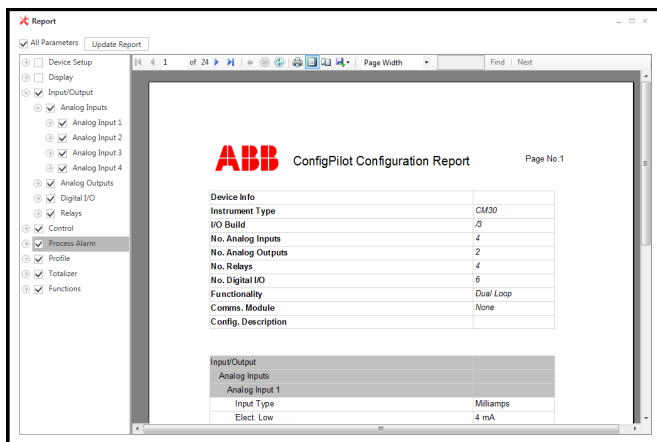 Report
All Parameters Update Report
Device Setup
Display
Input/Output
Analog Inputs
Analog Input 1
Analog Input 2
Analog Input 3
Analog Input 4
Analog Outputs
Digital I/O
Relays
Control
Process Alarm
Profile
Totalizer
Functions
1 of 24 Page Width Find Next
ABB ConfigPilot Configuration Report Page No:1
Device Info
Instrument Type CM30
I/O Build /3
No. Analog Inputs 4
No. Analog Outputs 2
No. Relays 4
No. Digital I/O 6
Functionality Dual Loop
Comms. Module None
Config. Description
Input/Output
Analog Inputs
Analog Input 1
Input Type Milliamps
Elect. Low 4 mA